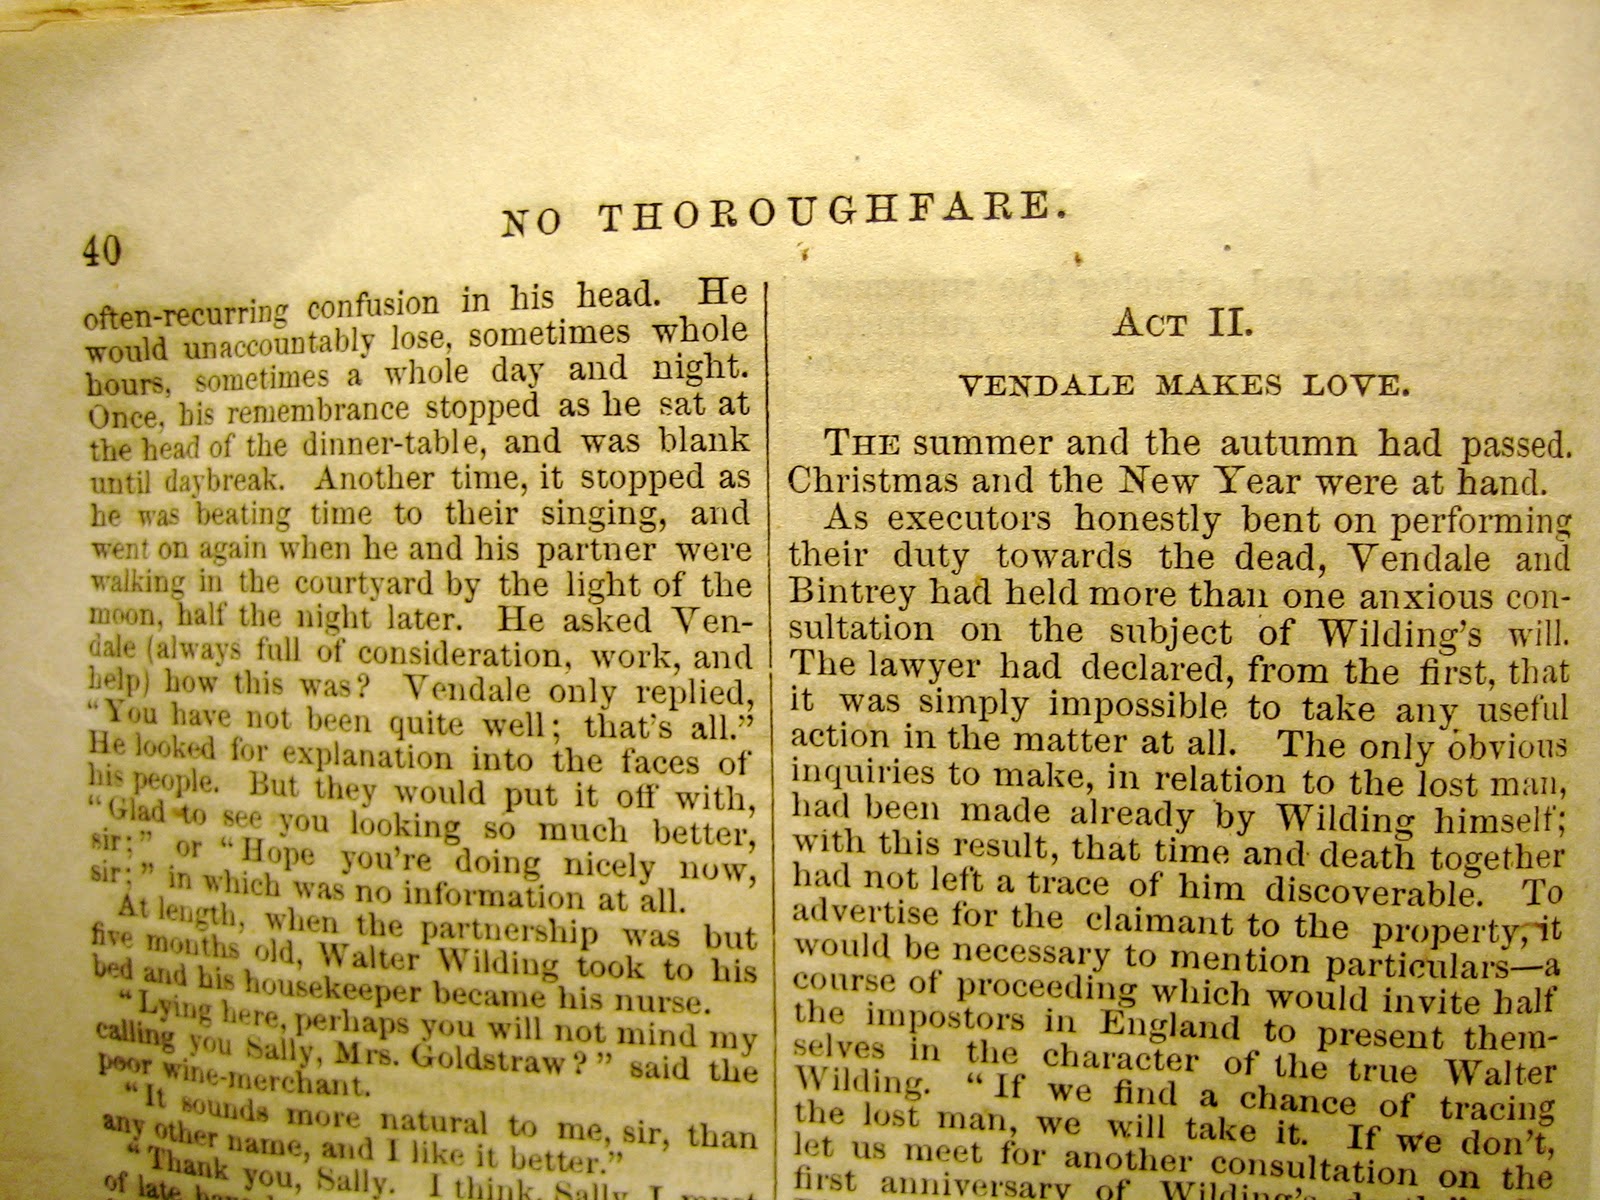 40
NO THOROUGHFARE.
often-recurring confusion in his head. He
would unaccountably lose, sometimes whole
hours, sometimes a whole day and night.
Once, his remembrance stopped as he sat at
the head of the dinner-table, and was blank
until daybreak. Another time, it stopped as
he was beating time to their singing, and
went on again when he and his partner were
walking in the courtyard by the light of the
moon, half the night later. He asked Ven-
dale (always full of consideration, work, and
help) how this was? Vendale only replied,
“You have not been quite well; that’s all.”
He looked for explanation into the faces of
his people. But they would put it off with,
“Glad to see you looking so much better,
sir;” or “Hope you’re doing nicely now,
sir;” in which was no information at all.
At length, when the partnership was but
five months old, Walter Wilding took to his
bed and his housekeeper became his nurse.
“Lying here, perhaps you will not mind my
calling you Sally, Mrs. Goldstraw?” said the
poor wine-merchant.
“It sounds more natural to me, sir, than
any other name, and I like it better.”
“Thank you, Sally. I think, Sally, I must
of late have
ACT II.
VENDALE MAKES LOVE.
THE summer and the autumn had passed.
Christmas and the New Year were at hand.
As executors honestly bent on performing
their duty towards the dead, Vendale and
Bintrey had held more than one anxious con-
sultation on the subject of Wilding’s will.
The lawyer had declared, from the first, that
it was simply impossible to take any useful
action in the matter at all. The only obvious
inquiries to make, in relation to the lost man,
had been made already by Wilding himself;
with this result, that time and death together
had not left a trace of him discoverable. To
advertise for the claimant to the property, it
would be necessary to mention particulars—a
course of proceeding which would invite half
the impostors in England to present them-
selves in the character of the true Walter
Wilding. “If we find a chance of tracing
the lost man, we will take it. If we don’t,
let us meet for another consultation on the
first anniversary of Wilding’s